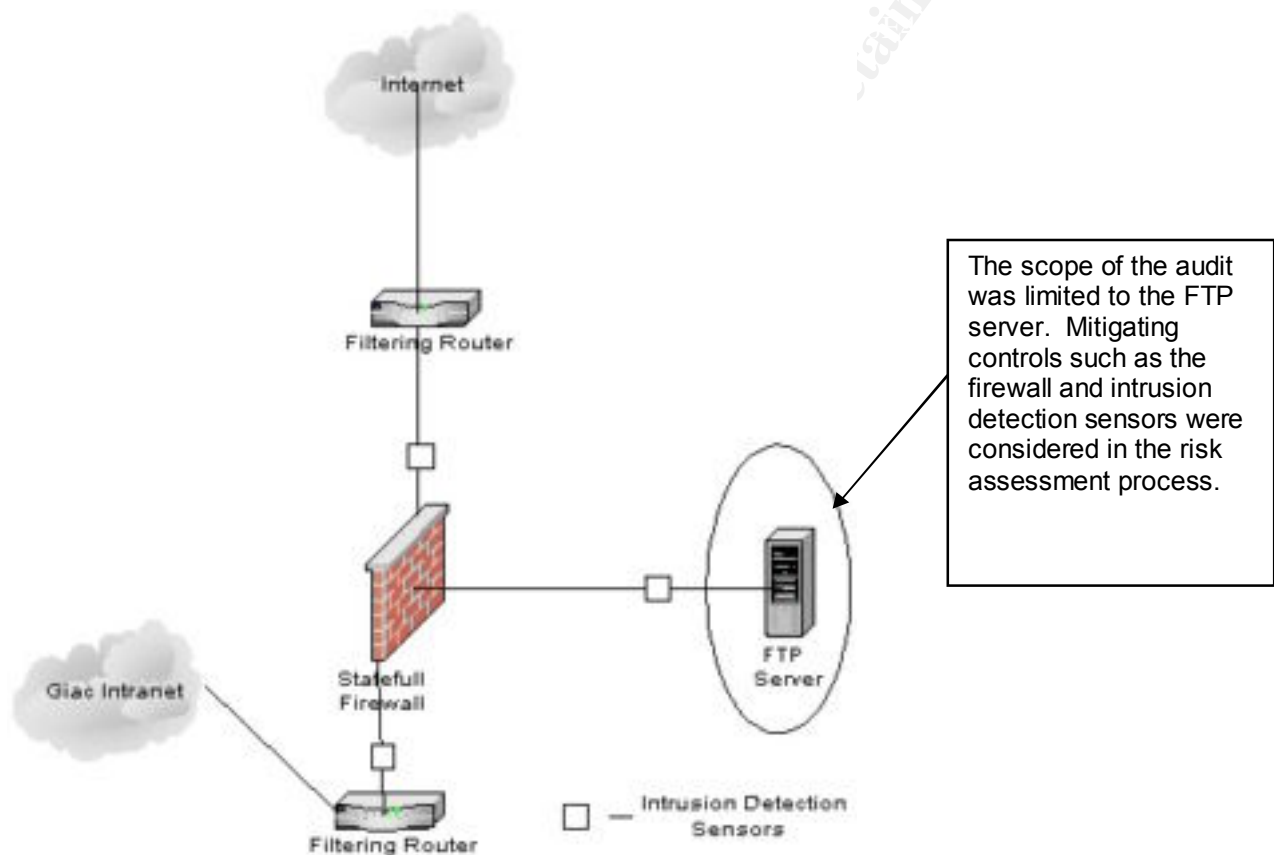 Internet
Filtering Router
The scope of the audit
was limited to the FTP
server. Mitigating
controls such as the
firewall and intrusion
detection sensors were
considered in the risk
assessment process.
FTP
Server
Statefull
Firewall
Giac Intranet
Intrusion Detection
Sensors
Filtering Router